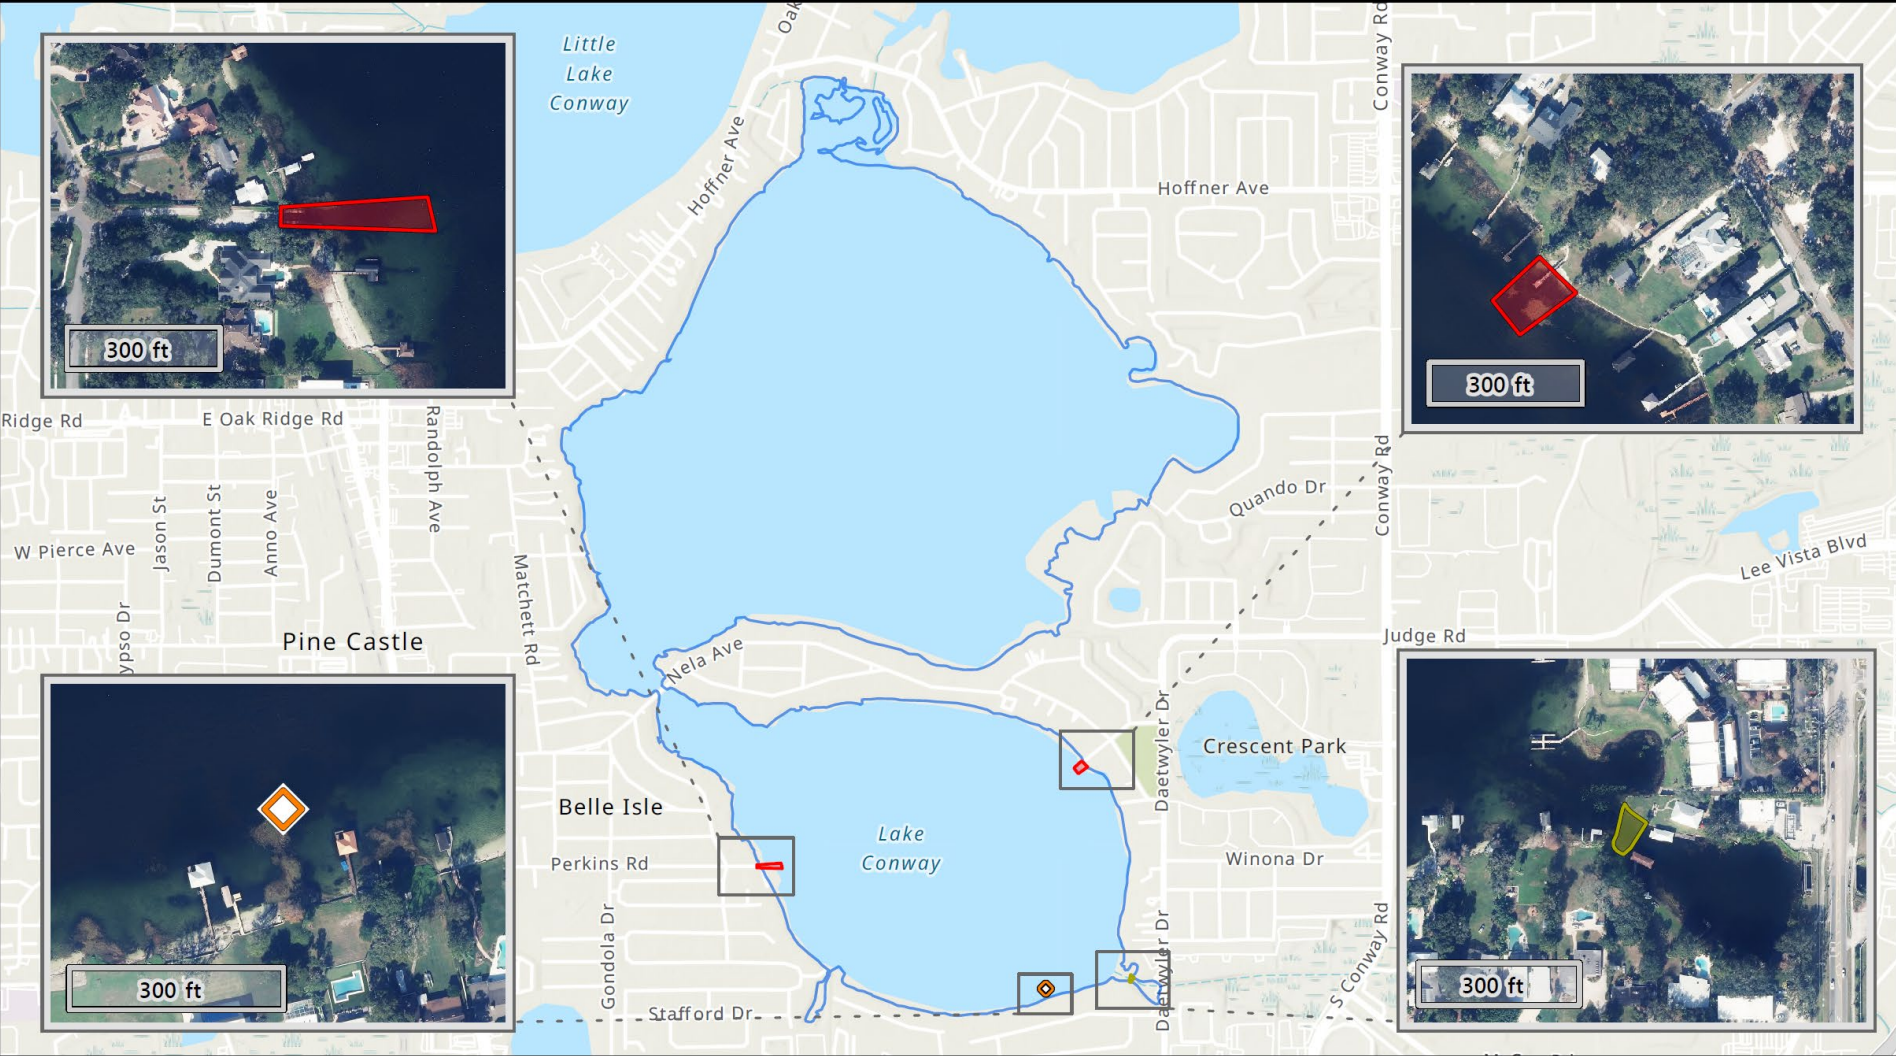 Little
Lake
Conway
Oak
Conway Rd
Hoffner Ave
Hoffner Ave
300 ft
300 ft
Ridge Rd
E Oak Ridge Rd
Randolph Ave
Conway Rd
Quando Dr
Jason St
Dumont St
Anno Ave
W Pierce Ave
Matchett Rd
Lee Vista Blvd
ypso Dr
Pine Castle
Judge Rd
Nela Ave
Daetwyler Dr
Crescent Park
Belle Isle
Lake
Conway
Perkins Rd
Winona Dr
Gondola Dr
Daetwyler Dr
S Conway Rd
300 ft
300 ft
Stafford Dr